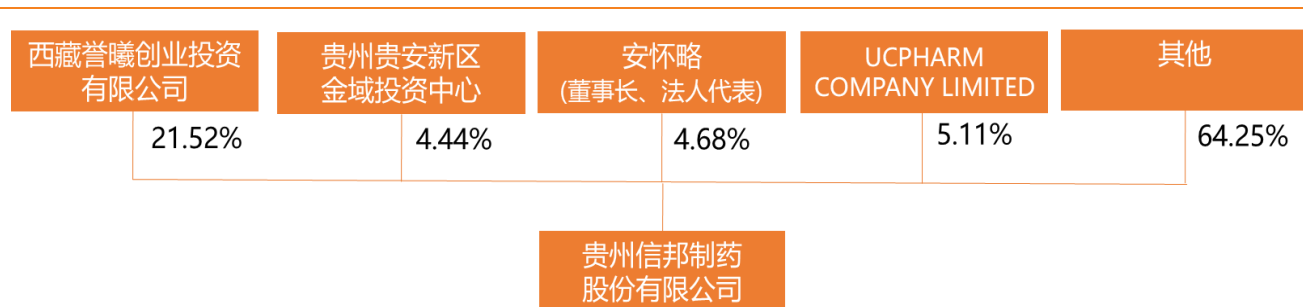 西藏誉曦创业投资
有限公司
贵州贵安新区
金域投资中心
安怀略
(董事长、法人代表)
UCPHARM
COMPANY LIMITED
其他
21.52%
4.44%
4.68%
5.11%
64.25%
贵州信邦制药
股份有限公司